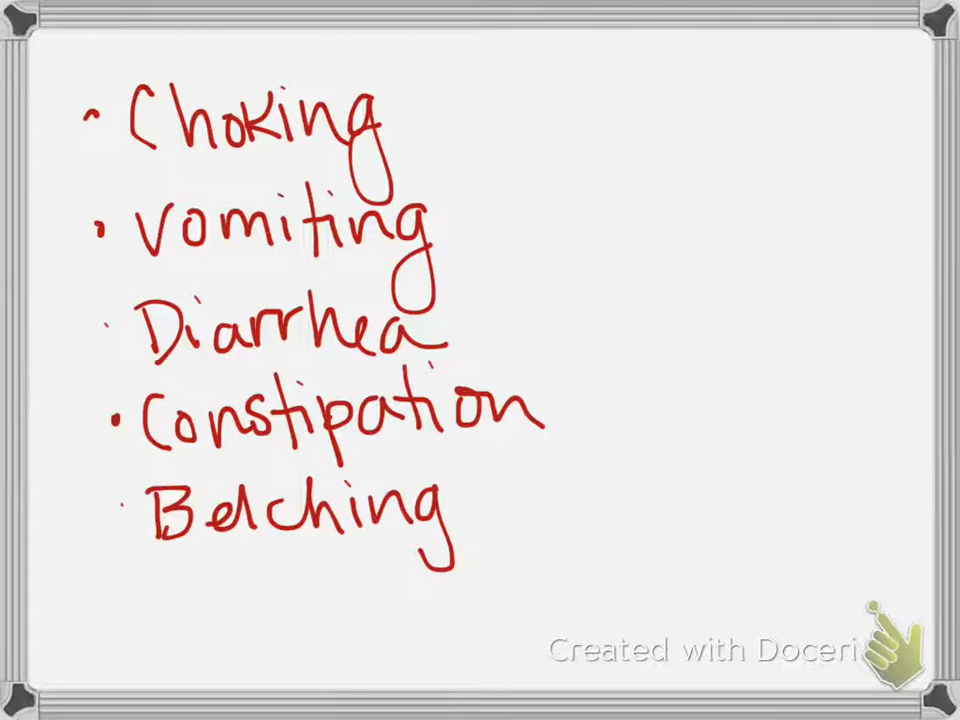 • Choking
• Vomiting
• Diarrhea
• Constipation
• Belching
Created with Doceri